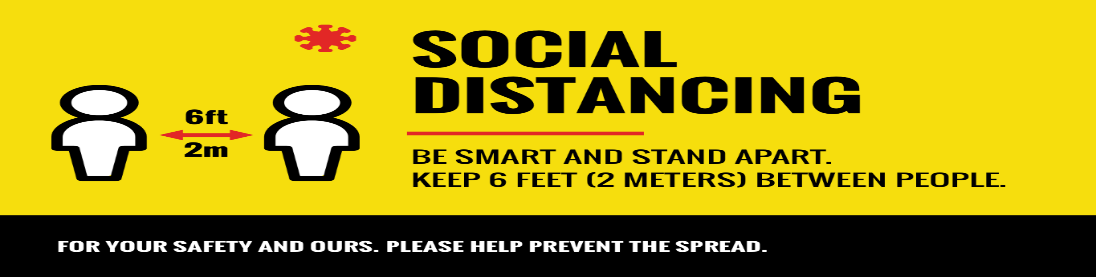 6ft
2m
SOCIAL
DISTANCING
BE SMART AND STAND APART.
KEEP 6 FEET (2 METERS) BETWEEN PEOPLE.
FOR YOUR SAFETY AND OURS. PLEASE HELP PREVENT THE SPREAD.